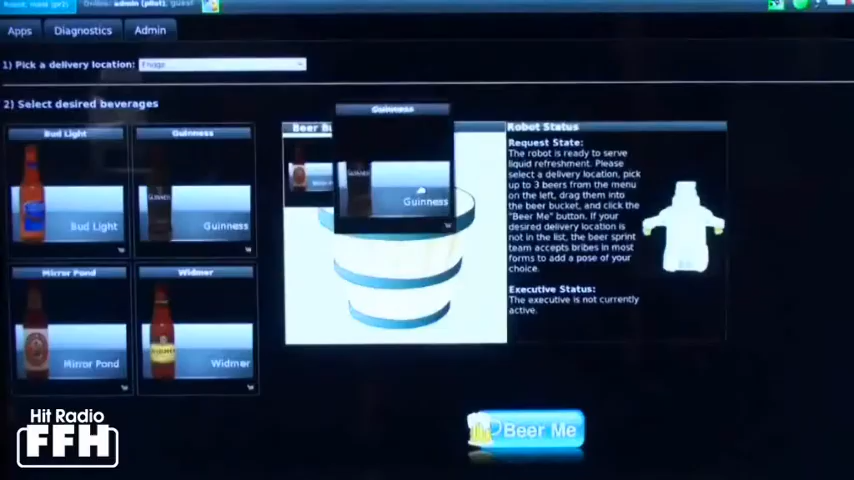 Online: admin (pilot), guest
Apps
Diagnostics
Admin
1) Pick a delivery location:
2) Select desired beverages
Bud Light
Guinness
Bud Light
Guinness
Mirror Pond
Widmer
Mirror Pond
Widmer
Guinness
GUINNESS
Guinness
Robot Status
Request State:
The robot is ready to serve
liquid refreshment. Please
select a delivery location, pick
up to 3 beers from the menu
on the left, drag them into
the beer bucket, and click the
"Beer Me" button. If your
desired delivery location is
not in the list, the beer sprint
team accepts bribes in most
forms to add a pose of your
choice.
Executive Status:
The executive is not currently
active.
Beer Me
Hit Radio
FFH